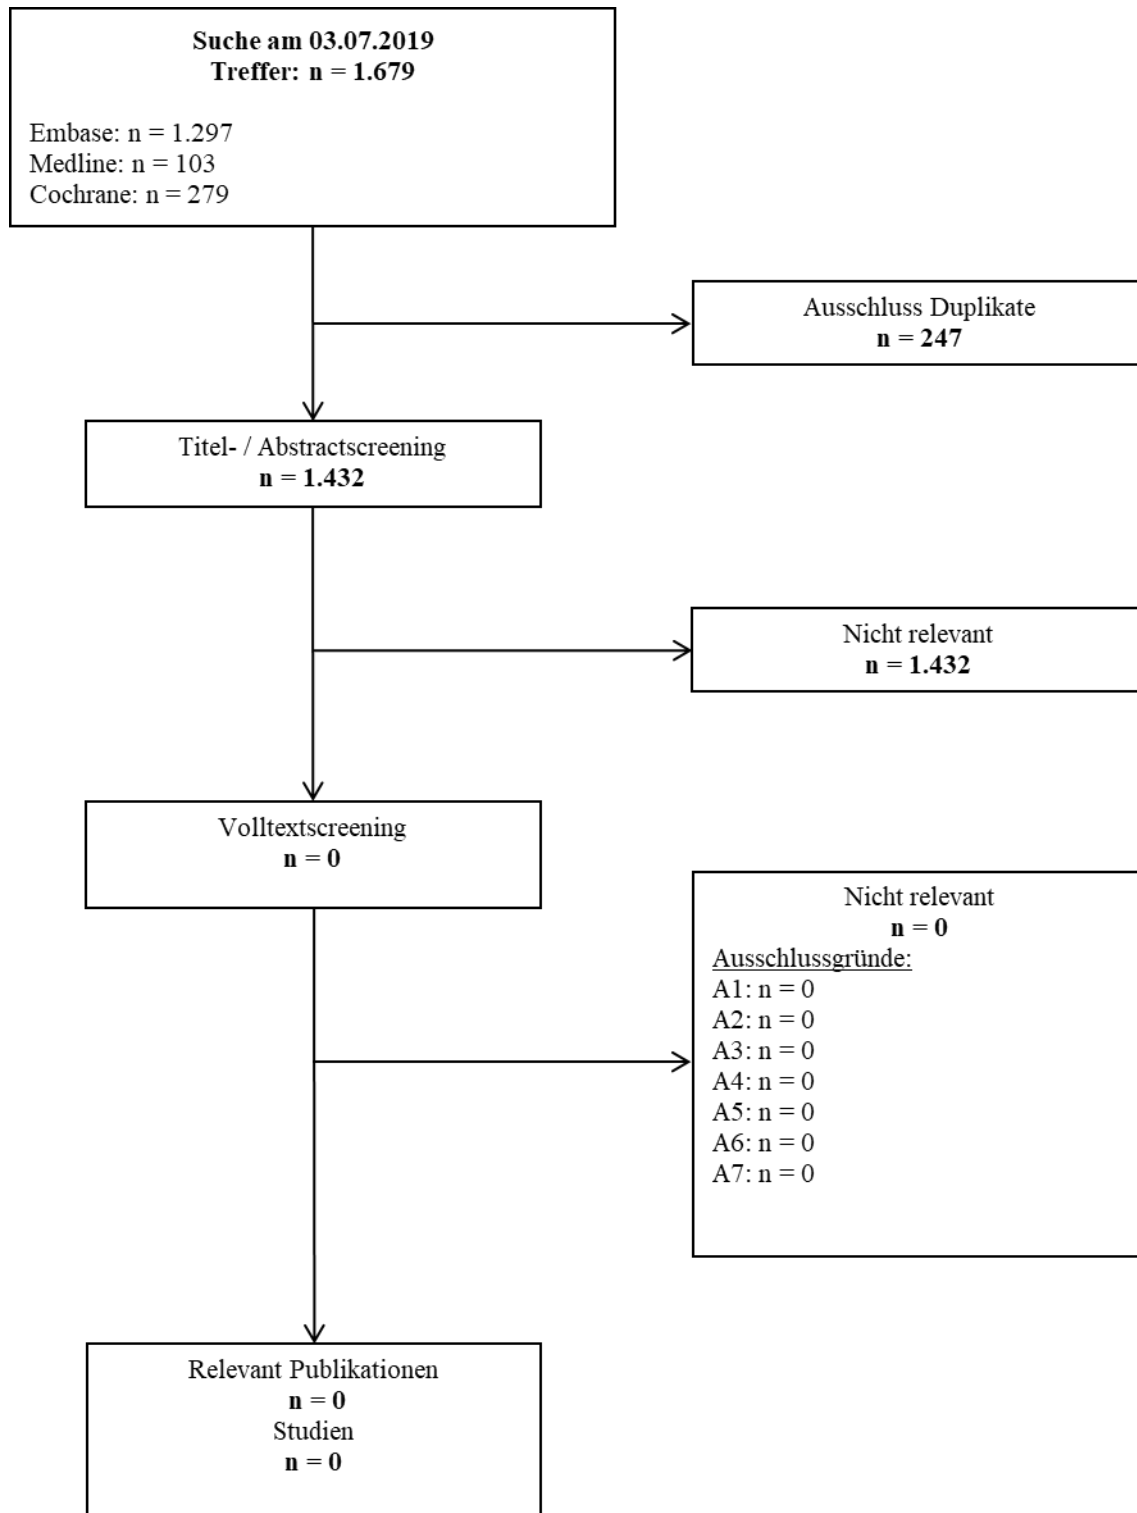 Suche am 03.07.2019
Treffer: n = 1.679
Embase: n = 1.297
Medline: n = 103
Cochrane: n = 279
Ausschluss Duplikate
n = 247
Titel- / Abstractscreening
n = 1.432
Nicht relevant
n = 1.432
Volltextscreening
n = 0
Nicht relevant
n = 0
Ausschlussgründe:
A1: n = 0
A2: n = 0
A3: n = 0
A4: n = 0
A5: n = 0
A6: n = 0
A7: n = 0
Relevant Publikationen
n = 0
Studien
n = 0